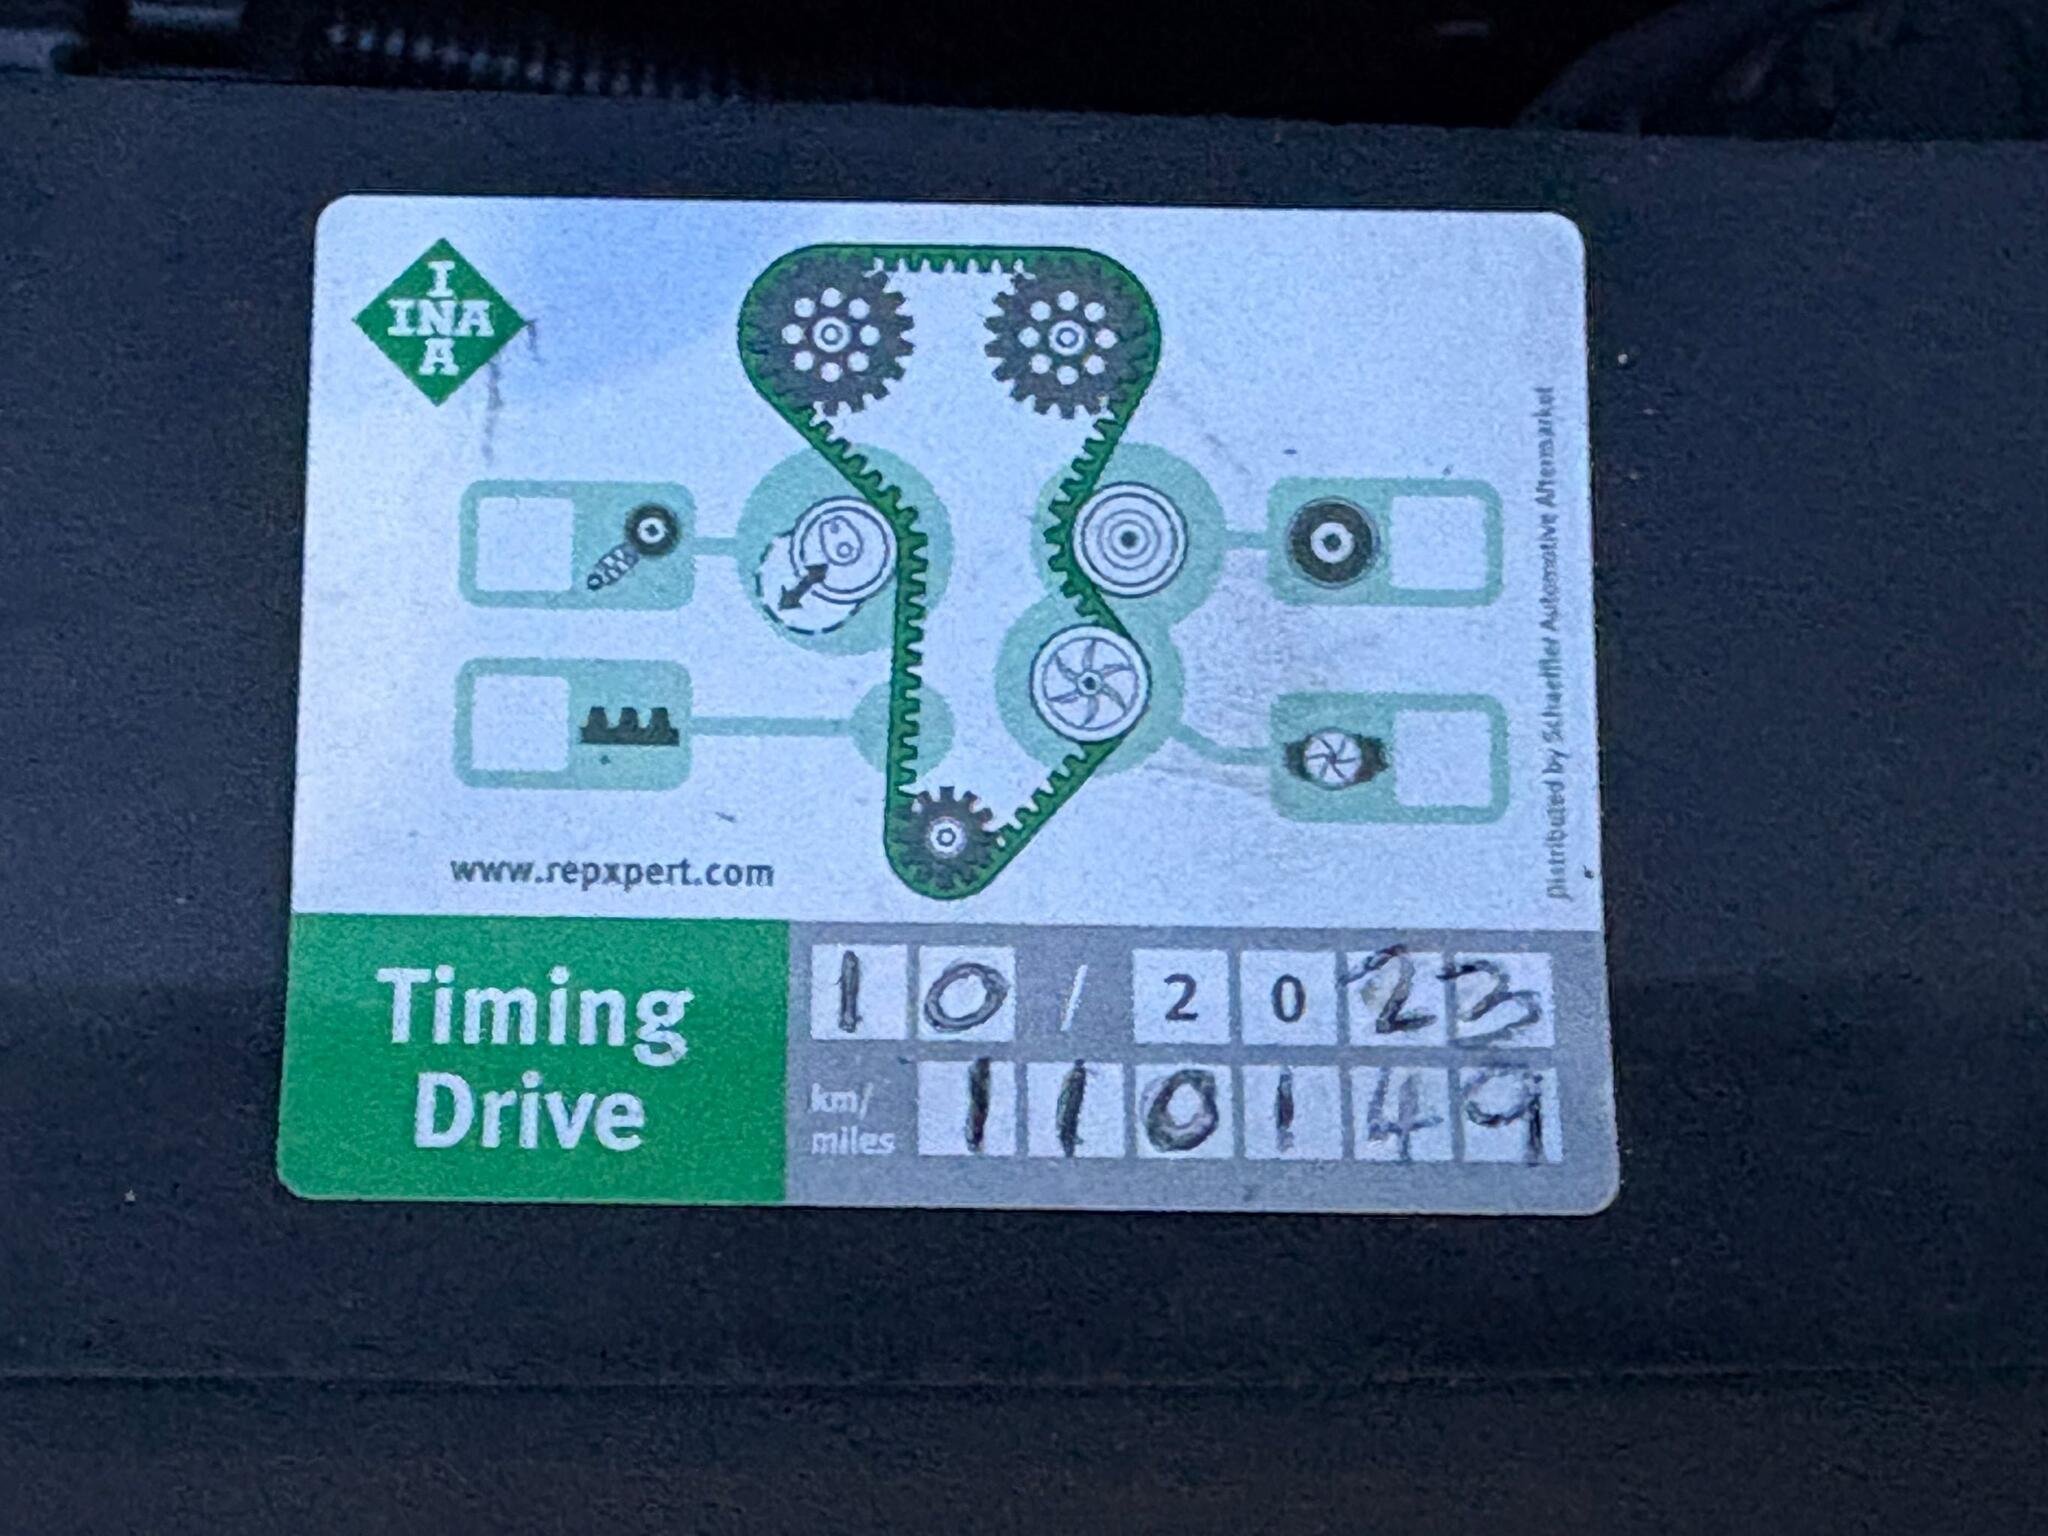 I
INA
A
www.repxpert.com
Distributed by Schaeffler Automotive Aftermarket
Timing
Drive
10 / 2023
km/
miles
110149